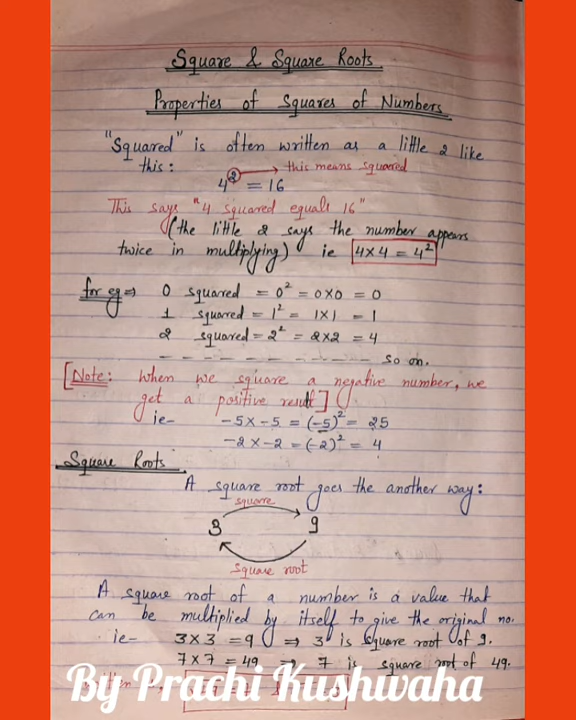 Square & Square Roots
Properties of Squares of Numbers
"Squared" is often written as a little 2 like
this:
4² = 16 → this means squared
This says "4 squared equals 16"
(the little 2 says the number appears
twice in multiplying) ie 4×4 = 4²
for eg ⇒ 0 squared = 0² = 0×0 = 0
1 squared = 1² = 1×1 = 1
2 squared = 2² = 2×2 = 4
so on.
[Note: When we square a negative number, we
get a positive result]
ie- -5×-5 = (-5)² = 25
-2×-2 = (-2)² = 4
Square Roots
A square root goes the another way:
square
3 9
square root
A square root of a number is a value that
can be multiplied by itself to give the original no.
ie- 3×3 = 9 ⇒ 3 is square root of 9.
7×7 = 49 ⇒ 7 is square root of 49.
By Prachi Kushwaha